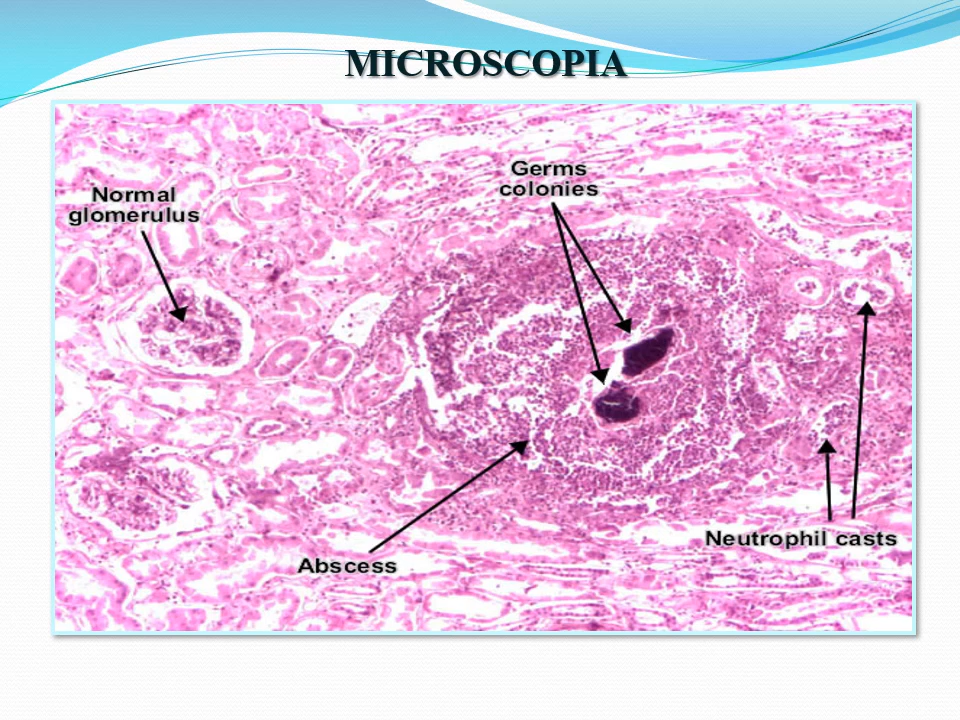 MICROSCOPIA
Normal
glomerulus
Germs
colonies
Neutrophil casts
Abscess